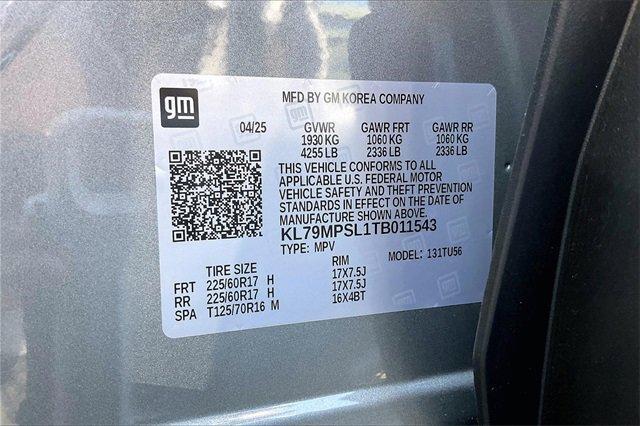 gm
MFD BY GM KOREA COMPANY
04/25 GVWR GAWR FRT GAWR RR
1930 KG 1060 KG 1060 KG
4255 LB 2336 LB 2336 LB
THIS VEHICLE CONFORMS TO ALL
APPLICABLE U.S. FEDERAL MOTOR
VEHICLE SAFETY AND THEFT PREVENTION
STANDARDS IN EFFECT ON THE DATE OF
MANUFACTURE SHOWN ABOVE.
KL79MPSL1TB011543
TYPE: MPV MODEL: 131TU56
TIRE SIZE RIM
FRT 225/60R17 H 17X7.5J
RR 225/60R17 H 17X7.5J
SPA T125/70R16 M 16X4BT